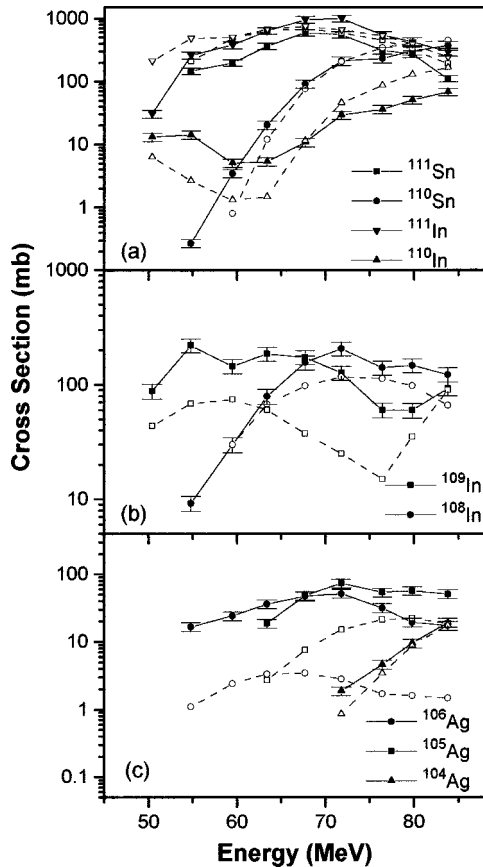 1000
100
10
1
(a)
¹¹¹Sn
¹¹⁰Sn
¹¹¹In
¹¹⁰In
Cross Section (mb)
1000
100
10
(b)
¹⁰⁹In
¹⁰⁸In
100
10
1
0.1
(c)
¹⁰⁶Ag
¹⁰⁵Ag
¹⁰⁴Ag
50 60 70 80
Energy (MeV)